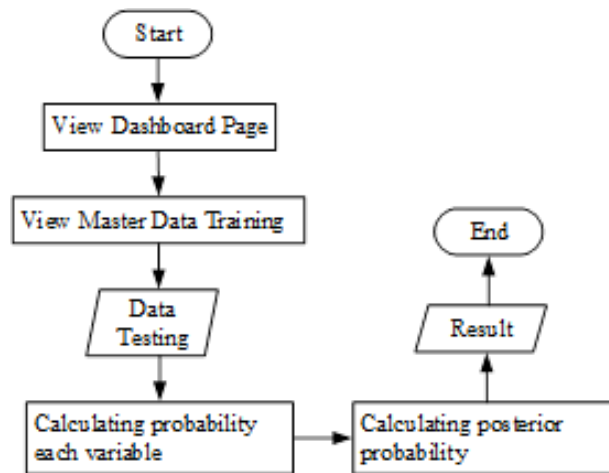 Start
View Dashboard Page
View Master Data Training
Data
Testing
Calculating probability
each variable
Calculating posterior
probability
Result
End